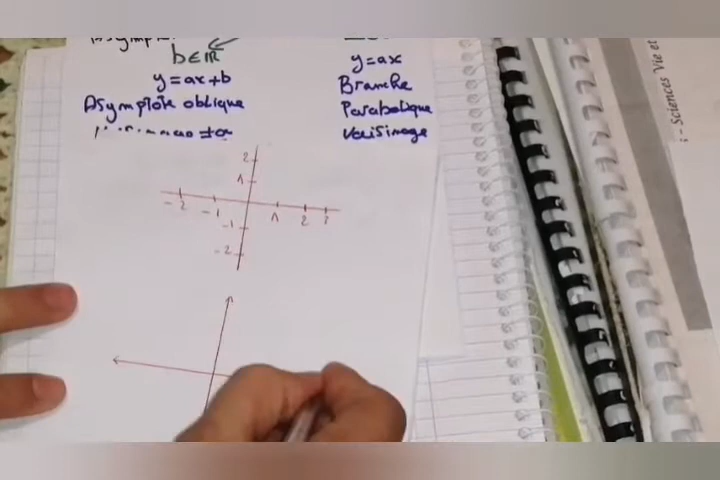 b∈ℝ
y=ax
y=ax+b
Branche
Asymptote oblique
Parabolique
±∞
Voisinage
2
1
-2 -1 1 2
-1
-2
- Sciences Vie et